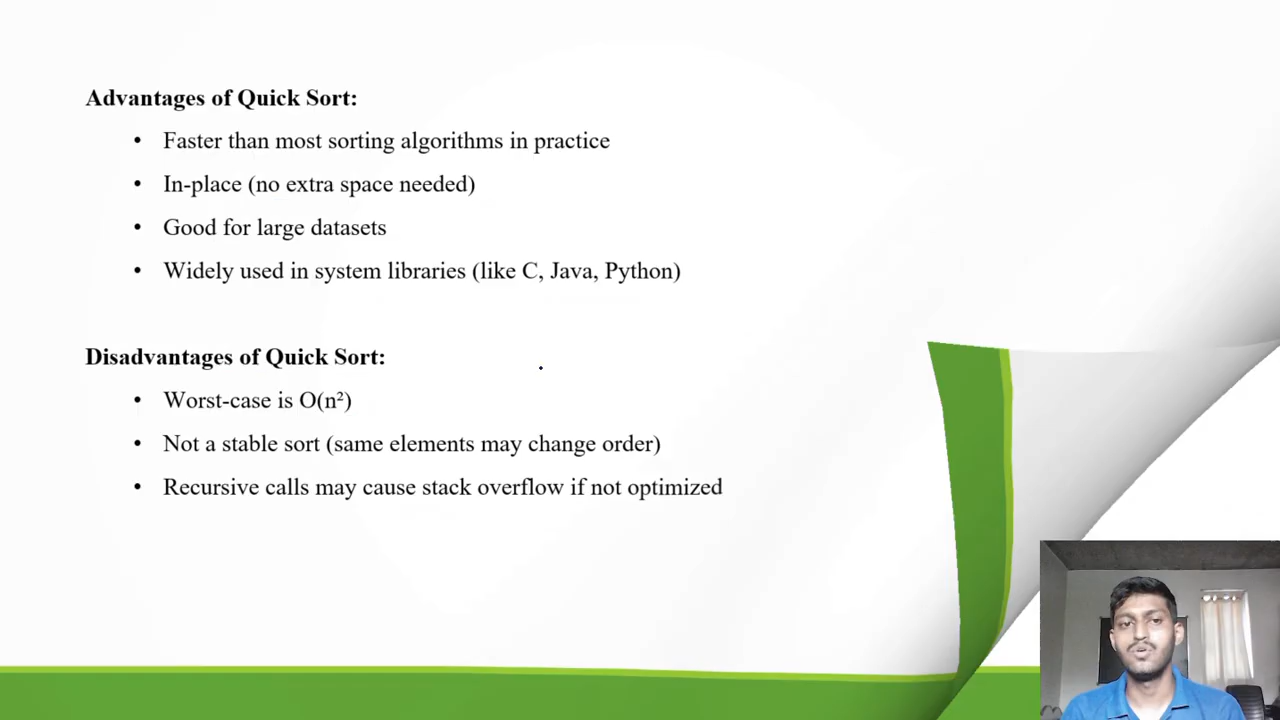 Advantages of Quick Sort:
• Faster than most sorting algorithms in practice
• In-place (no extra space needed)
• Good for large datasets
• Widely used in system libraries (like C, Java, Python)
Disadvantages of Quick Sort:
• Worst-case is O(n²)
• Not a stable sort (same elements may change order)
• Recursive calls may cause stack overflow if not optimized